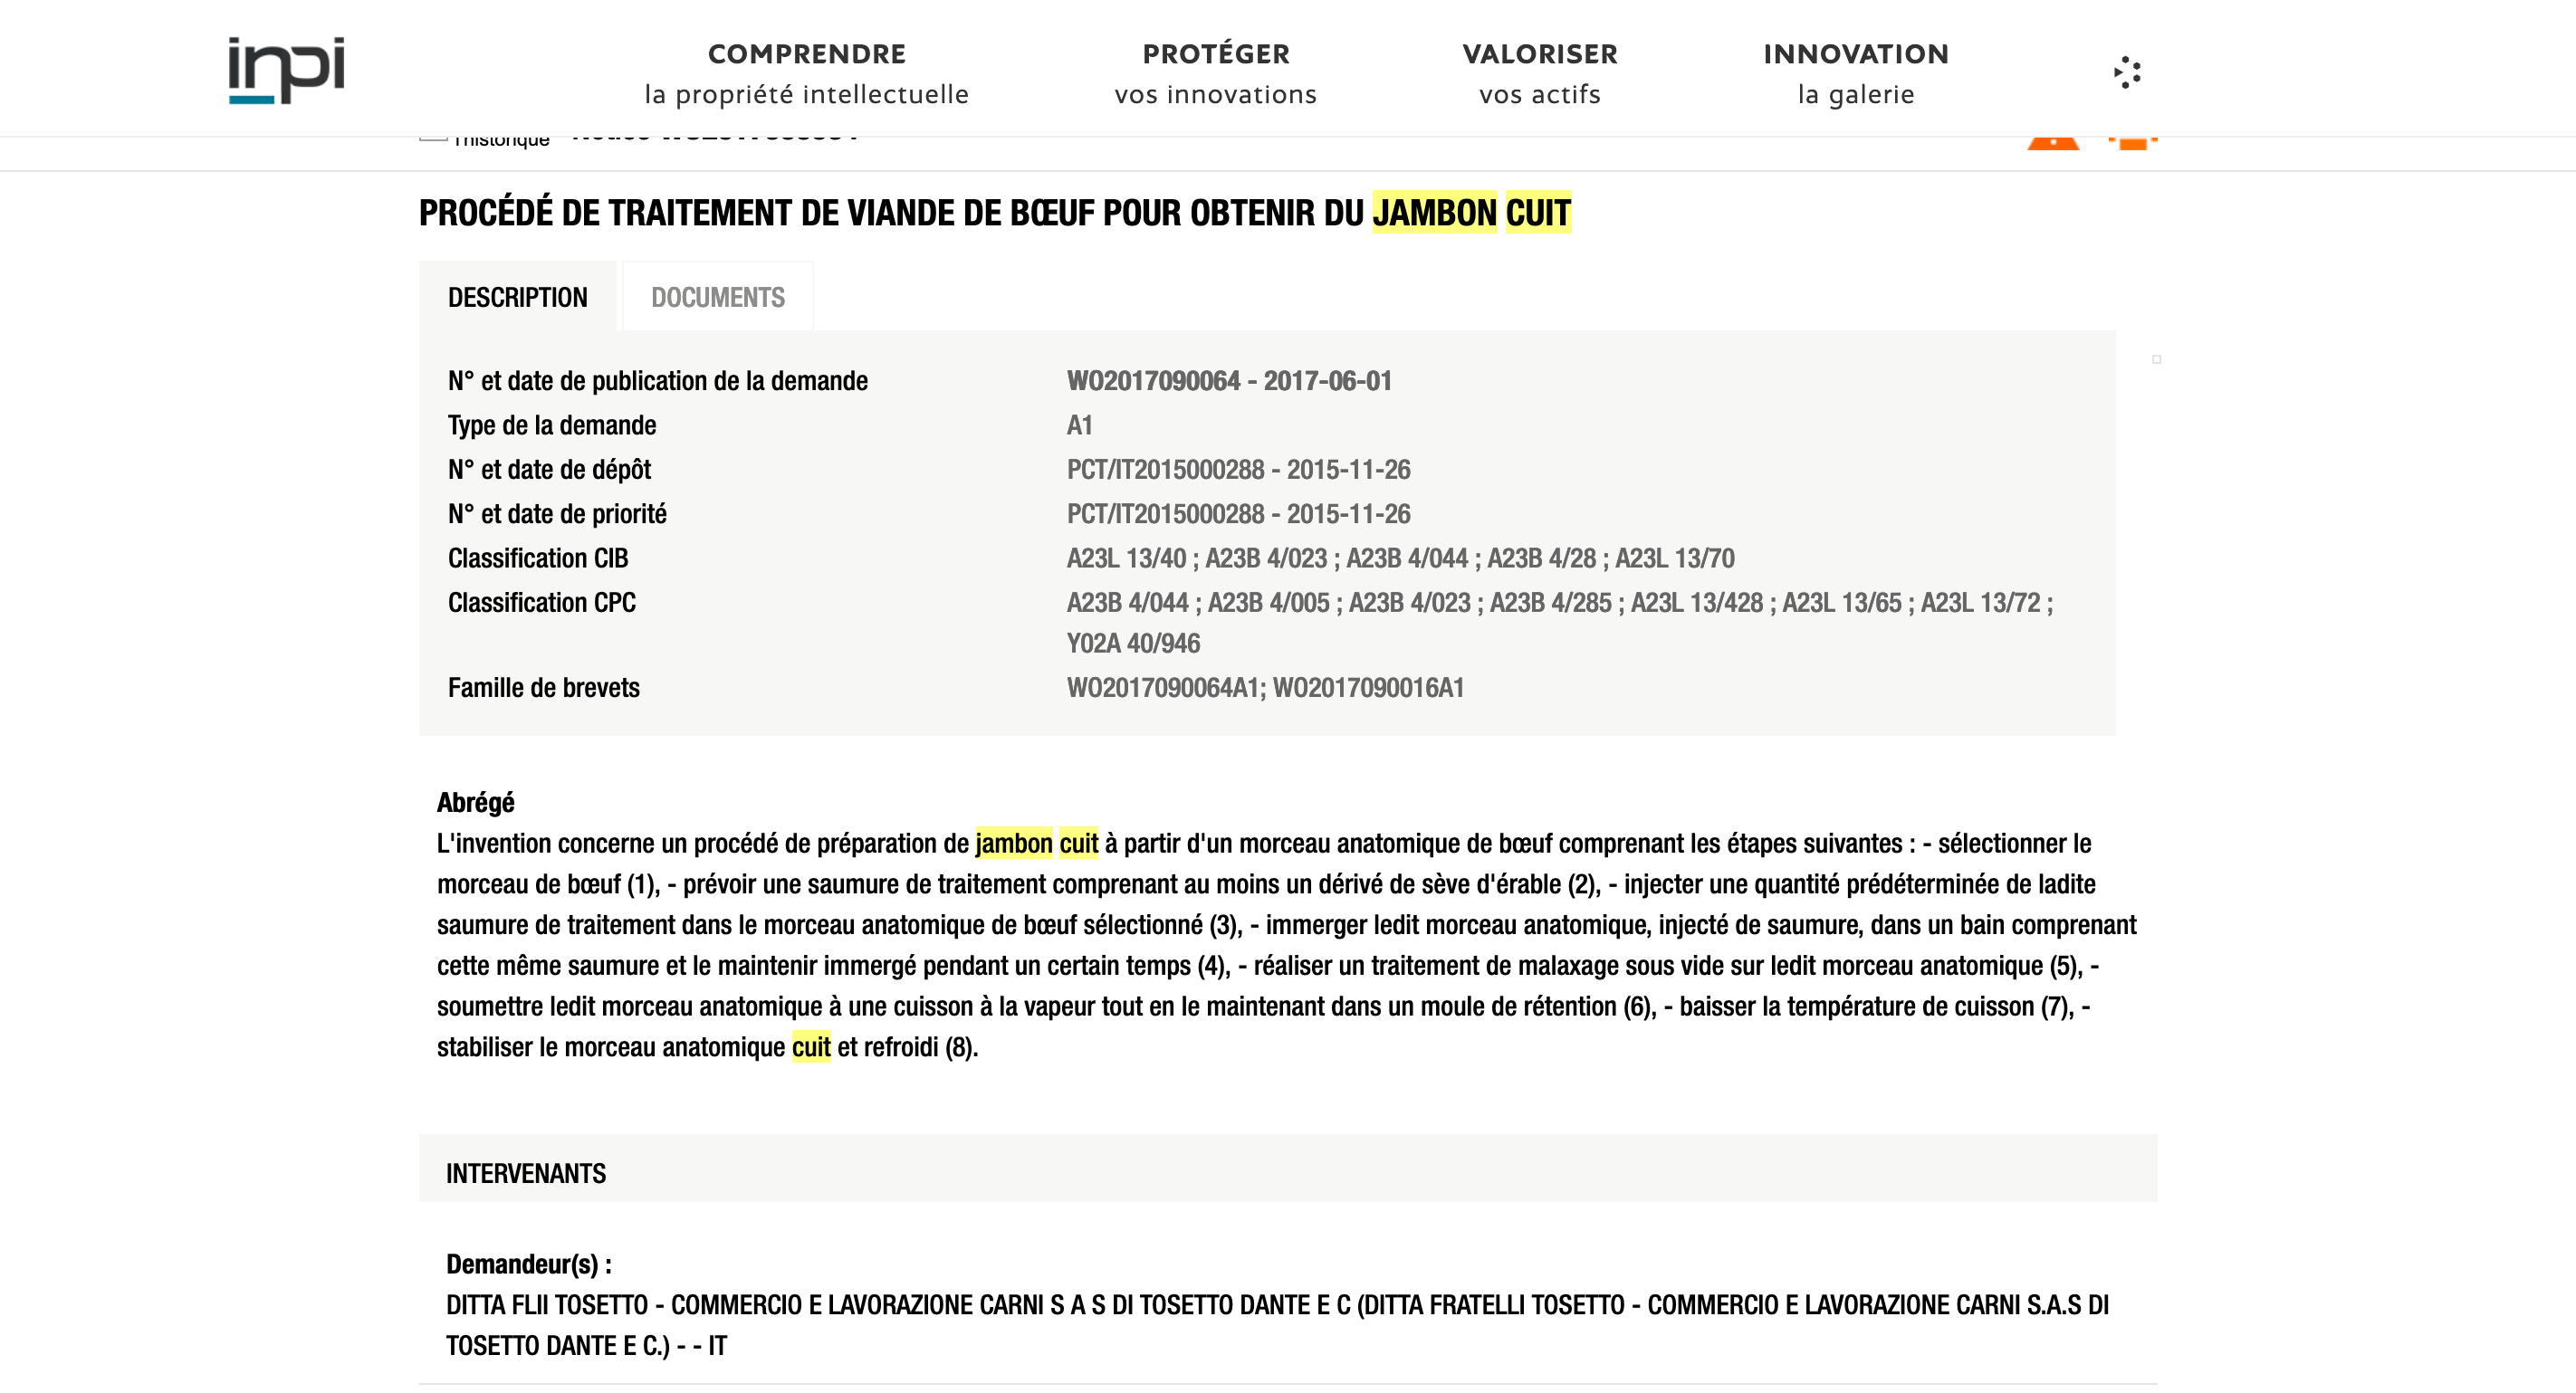 inpi
COMPRENDRE
la propriété intellectuelle
PROTÉGER
vos innovations
VALORISER
vos actifs
INNOVATION
la galerie
l'historique
PROCÉDÉ DE TRAITEMENT DE VIANDE DE BŒUF POUR OBTENIR DU JAMBON CUIT
DESCRIPTION
DOCUMENTS
N° et date de publication de la demande WO2017090064 - 2017-06-01
Type de la demande A1
N° et date de dépôt PCT/IT2015000288 - 2015-11-26
N° et date de priorité PCT/IT2015000288 - 2015-11-26
Classification CIB A23L 13/40 ; A23B 4/023 ; A23B 4/044 ; A23B 4/28 ; A23L 13/70
Classification CPC A23B 4/044 ; A23B 4/005 ; A23B 4/023 ; A23B 4/285 ; A23L 13/428 ; A23L 13/65 ; A23L 13/72 ;
Y02A 40/946
Famille de brevets WO2017090064A1; WO2017090016A1
Abrégé
L'invention concerne un procédé de préparation de jambon cuit à partir d'un morceau anatomique de bœuf comprenant les étapes suivantes : - sélectionner le
morceau de bœuf (1), - prévoir une saumure de traitement comprenant au moins un dérivé de sève d'érable (2), - injecter une quantité prédéterminée de ladite
saumure de traitement dans le morceau anatomique de bœuf sélectionné (3), - immerger ledit morceau anatomique, injecté de saumure, dans un bain comprenant
cette même saumure et le maintenir immergé pendant un certain temps (4), - réaliser un traitement de malaxage sous vide sur ledit morceau anatomique (5), -
soumettre ledit morceau anatomique à une cuisson à la vapeur tout en le maintenant dans un moule de rétention (6), - baisser la température de cuisson (7), -
stabiliser le morceau anatomique cuit et refroidi (8).
INTERVENANTS
Demandeur(s) :
DITTA FLII TOSETTO - COMMERCIO E LAVORAZIONE CARNI S A S DI TOSETTO DANTE E C (DITTA FRATELLI TOSETTO - COMMERCIO E LAVORAZIONE CARNI S.A.S DI
TOSETTO DANTE E C.) - - IT